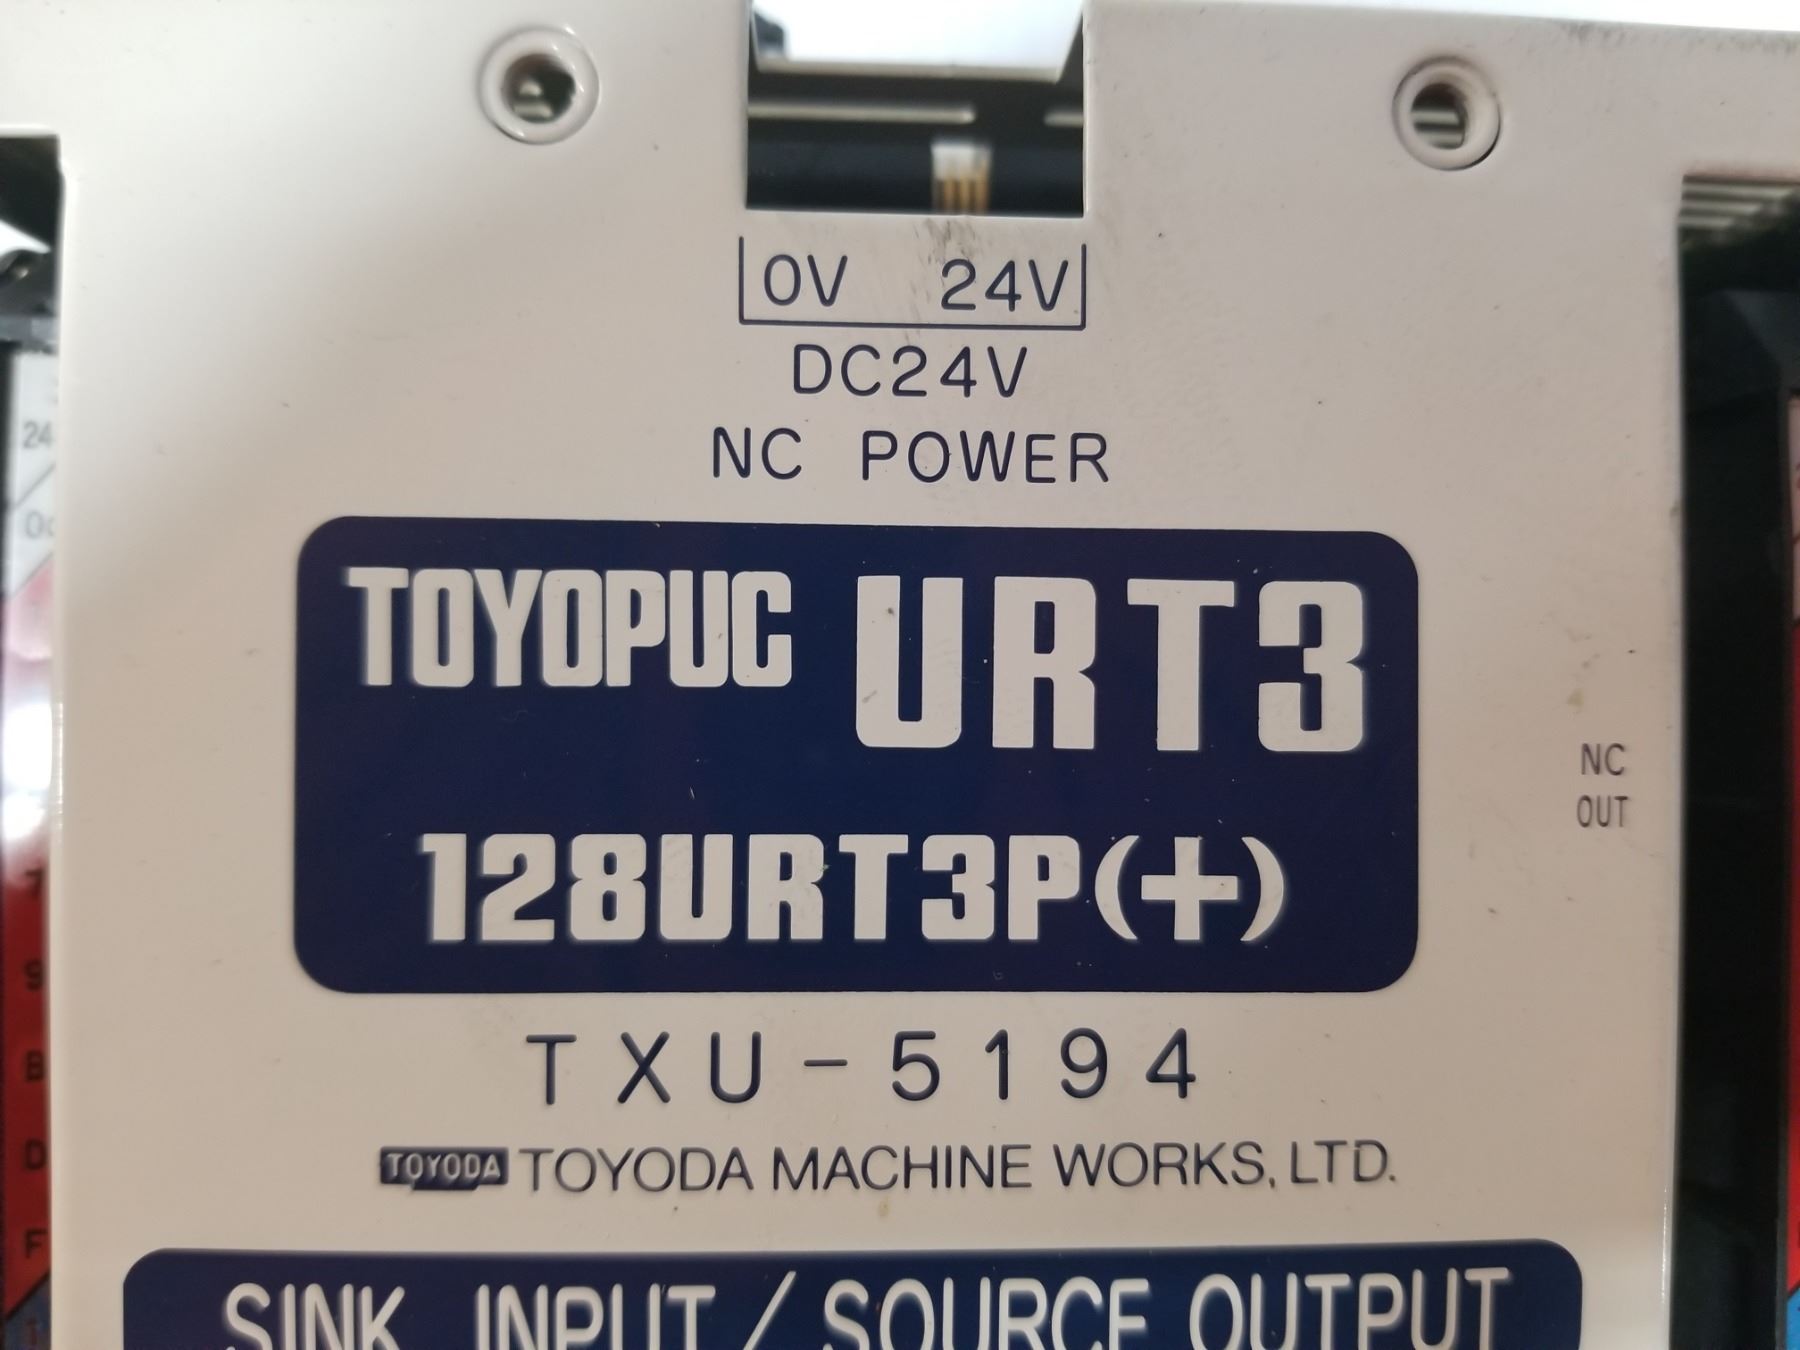 0V 24V
DC24V
NC POWER
TOYOPUC URT3
128URT3P(+)
NC
OUT
TXU-5194
TOYODA TOYODA MACHINE WORKS, LTD.
SINK INPUT / SOURCE OUTPUT
24
S
B
D
F